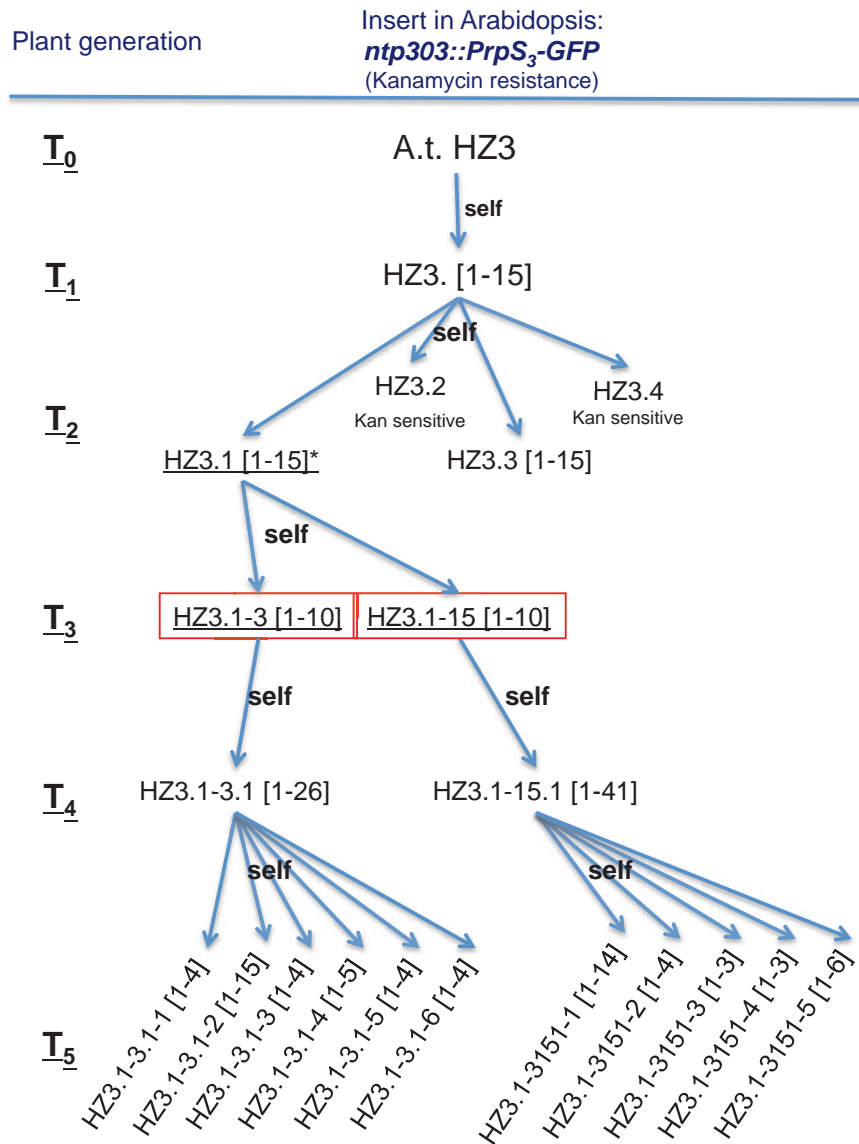 Plant generation
Insert in Arabidopsis:
ntp303::PrpS3-GFP
(Kanamycin resistance)
T0
A.t. HZ3
self
T1
HZ3. [1-15]
self
HZ3.2
Kan sensitive
HZ3.4
Kan sensitive
T2
HZ3.1 [1-15]*
HZ3.3 [1-15]
self
T3
HZ3.1-3 [1-10]
HZ3.1-15 [1-10]
self
self
T4
HZ3.1-3.1 [1-26]
HZ3.1-15.1 [1-41]
self
self
T5
HZ3.1-3.1-1 [1-4]
HZ3.1-3.1-2 [1-15]
HZ3.1-3.1-3 [1-4]
HZ3.1-3.1-4 [1-5]
HZ3.1-3.1-5 [1-4]
HZ3.1-3.1-6 [1-4]
HZ3.1-3151-1 [1-14]
HZ3.1-3151-2 [1-4]
HZ3.1-3151-3 [1-3]
HZ3.1-3151-4 [1-3]
HZ3.1-3151-5 [1-6]